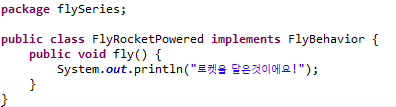 package flySeries;
public class FlyRocketPowered implements FlyBehavior {
    public void fly() {
        System.out.println("로켓을 달은것이에요!");
    }
}